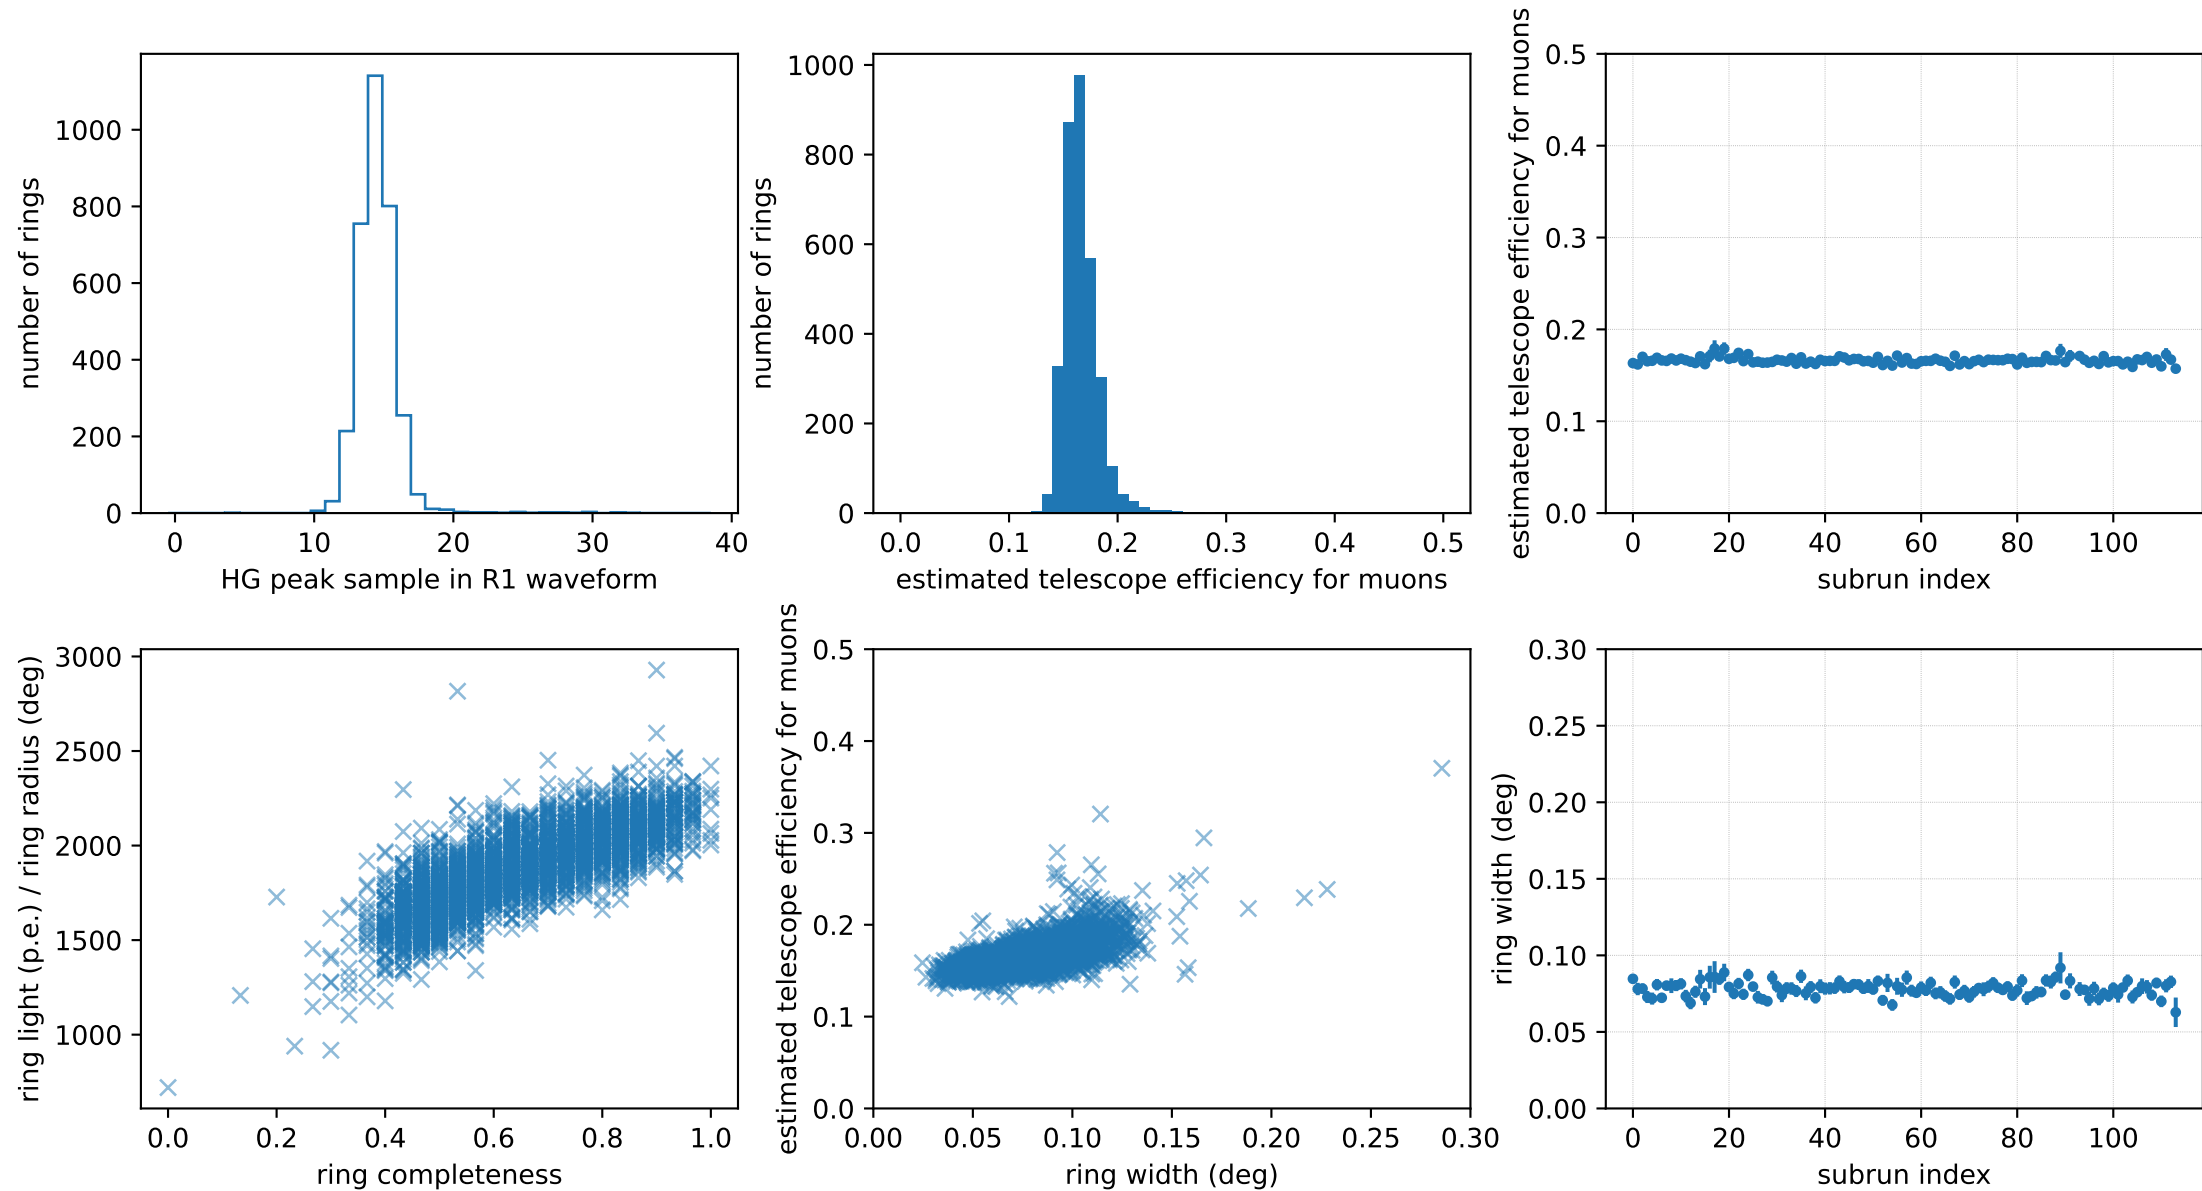 number of rings
1000
800
600
400
200
0
0 10 20 30 40
HG peak sample in R1 waveform
number of rings
1000
800
600
400
200
0
0.0 0.1 0.2 0.3 0.4 0.5
estimated telescope efficiency for muons
estimated telescope efficiency for muons
0.5
0.4
0.3
0.2
0.1
0.0
0 20 40 60 80 100
subrun index
ring light (p.e.) / ring radius (deg)
3000
2500
2000
1500
1000
0.0 0.2 0.4 0.6 0.8 1.0
ring completeness
estimated telescope efficiency for muons
0.5
0.4
0.3
0.2
0.1
0.0
0.00 0.05 0.10 0.15 0.20 0.25 0.30
ring width (deg)
ring width (deg)
0.30
0.25
0.20
0.15
0.10
0.05
0.00
0 20 40 60 80 100
subrun index